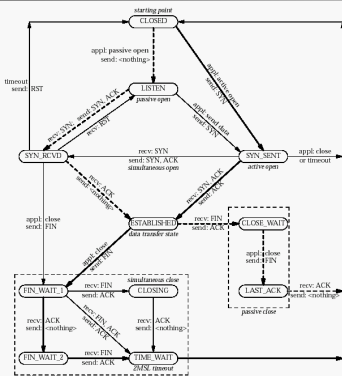 starting point
CLOSED
appl: passive open
send: <nothing>
appl: active open
send: SYN
timeout
send: RST
LISTEN
passive open
recv: SYN;
send: SYN, ACK
recv: RST
appl: send data
send: SYN
SYN_RCVD
recv: SYN
send: SYN, ACK
simultaneous open
SYN_SENT
active open
appl: close
or timeout
recv: ACK
send: <nothing>
recv: SYN, ACK
send: ACK
appl: close
send: FIN
ESTABLISHED
data transfer state
recv: FIN
send: ACK
CLOSE_WAIT
appl: close
send: FIN
appl: close
send: FIN
LAST_ACK
recv: ACK
send: <nothing>
passive close
simultaneous close
FIN_WAIT_1
recv: FIN
send: ACK
CLOSING
recv: ACK
send: <nothing>
recv: FIN, ACK
send: ACK
recv: ACK
send: <nothing>
FIN_WAIT_2
recv: FIN
send: ACK
TIME_WAIT
2MSL timeout